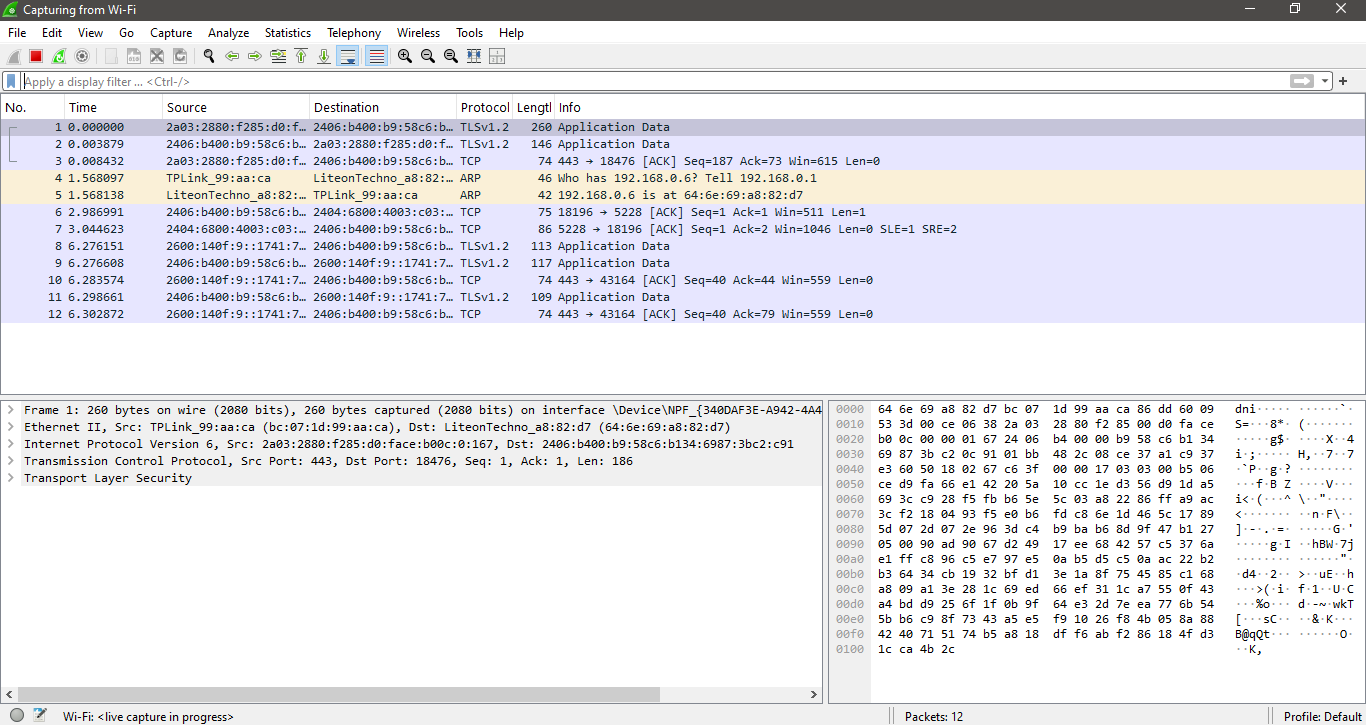 Capturing from Wi-Fi
File Edit View Go Capture Analyze Statistics Telephony Wireless Tools Help
Apply a display filter ... <Ctrl-/>
No. Time Source Destination Protocol Lengtl Info
1 0.000000 2a03:2880:f285:d0:f… 2406:b400:b9:58c6:b… TLSv1.2 260 Application Data
2 0.003879 2406:b400:b9:58c6:b… 2a03:2880:f285:d0:f… TLSv1.2 146 Application Data
3 0.008432 2a03:2880:f285:d0:f… 2406:b400:b9:58c6:b… TCP 74 443 → 18476 [ACK] Seq=187 Ack=73 Win=615 Len=0
4 1.568097 TPLink_99:aa:ca LiteonTechno_a8:82:… ARP 46 Who has 192.168.0.6? Tell 192.168.0.1
5 1.568138 LiteonTechno_a8:82:… TPLink_99:aa:ca ARP 42 192.168.0.6 is at 64:6e:69:a8:82:d7
6 2.986991 2406:b400:b9:58c6:b… 2404:6800:4003:c03:… TCP 75 18196 → 5228 [ACK] Seq=1 Ack=1 Win=511 Len=1
7 3.044623 2404:6800:4003:c03:… 2406:b400:b9:58c6:b… TCP 86 5228 → 18196 [ACK] Seq=1 Ack=2 Win=1046 Len=0 SLE=1 SRE=2
8 6.276151 2600:140f:9::1741:7… 2406:b400:b9:58c6:b… TLSv1.2 113 Application Data
9 6.276608 2406:b400:b9:58c6:b… 2600:140f:9::1741:7… TLSv1.2 117 Application Data
10 6.283574 2600:140f:9::1741:7… 2406:b400:b9:58c6:b… TCP 74 443 → 43164 [ACK] Seq=40 Ack=44 Win=559 Len=0
11 6.298661 2406:b400:b9:58c6:b… 2600:140f:9::1741:7… TLSv1.2 109 Application Data
12 6.302872 2600:140f:9::1741:7… 2406:b400:b9:58c6:b… TCP 74 443 → 43164 [ACK] Seq=40 Ack=79 Win=559 Len=0
Frame 1: 260 bytes on wire (2080 bits), 260 bytes captured (2080 bits) on interface \Device\NPF_{340DAF3E-A942-4A4
Ethernet II, Src: TPLink_99:aa:ca (bc:07:1d:99:aa:ca), Dst: LiteonTechno_a8:82:d7 (64:6e:69:a8:82:d7)
Internet Protocol Version 6, Src: 2a03:2880:f285:d0:face:b00c:0:167, Dst: 2406:b400:b9:58c6:b134:6987:3bc2:c91
Transmission Control Protocol, Src Port: 443, Dst Port: 18476, Seq: 1, Ack: 1, Len: 186
Transport Layer Security
0000 64 6e 69 a8 82 d7 bc 07 1d 99 aa ca 86 dd 60 09 dni····· ······`·
0010 53 3d 00 ce 06 38 2a 03 28 80 f2 85 00 d0 fa ce S=···8*· (·······
0020 b0 0c 00 00 01 67 24 06 b4 00 00 b9 58 c6 b1 34 ·····g$· ····X··4
0030 69 87 3b c2 0c 91 01 bb 48 2c 08 ce 37 a1 c9 37 i·;····· H,··7··7
0040 e3 60 50 18 02 67 c6 3f 00 00 17 03 03 00 b5 06 ·`P··g·? ········
0050 ce d9 fa 66 e1 42 20 5a 10 cc 1e d3 56 d9 1d a5 ···f·B Z ····V···
0060 69 3c c9 28 f5 fb b6 5e 5c 03 a8 22 86 ff a9 ac i<·(···^ \··"····
0070 3c f2 18 04 93 f5 e0 b6 fd c8 6e 1d 46 5c 17 89 <······· ··n·F\··
0080 5d 07 2d 07 2e 96 3d c4 b9 ba b6 8d 9f 47 b1 27 ]·-·.·=· ·····G·'
0090 05 00 90 ad 90 67 d2 49 17 ee 68 42 57 c5 37 6a ·····g·I ··hBW·7j
00a0 e1 ff c8 96 c5 e7 97 e5 0a b5 d5 c5 0a ac 22 b2 ········ ······"·
00b0 b3 64 34 cb 19 32 bf d1 3e 1a 8f 75 45 85 c1 68 ·d4··2·· >··uE··h
00c0 a8 09 a1 3e 28 1c 69 ed 66 ef 31 1c a7 55 0f 43 ···>(·i· f·1··U·C
00d0 a4 bd d9 25 6f 1f 0b 9f 64 e3 2d 7e ea 77 6b 54 ···%o··· d·-~·wkT
00e0 5b b6 c9 8f 73 43 a5 e5 f9 10 26 f8 4b 05 8a 88 [···sC·· ··&·K···
00f0 42 40 71 51 74 b5 a8 18 df f6 ab f2 86 18 4f d3 B@qQt··· ······O·
0100 1c ca 4b 2c ··K,
Wi-Fi: <live capture in progress> Packets: 12 Profile: Default